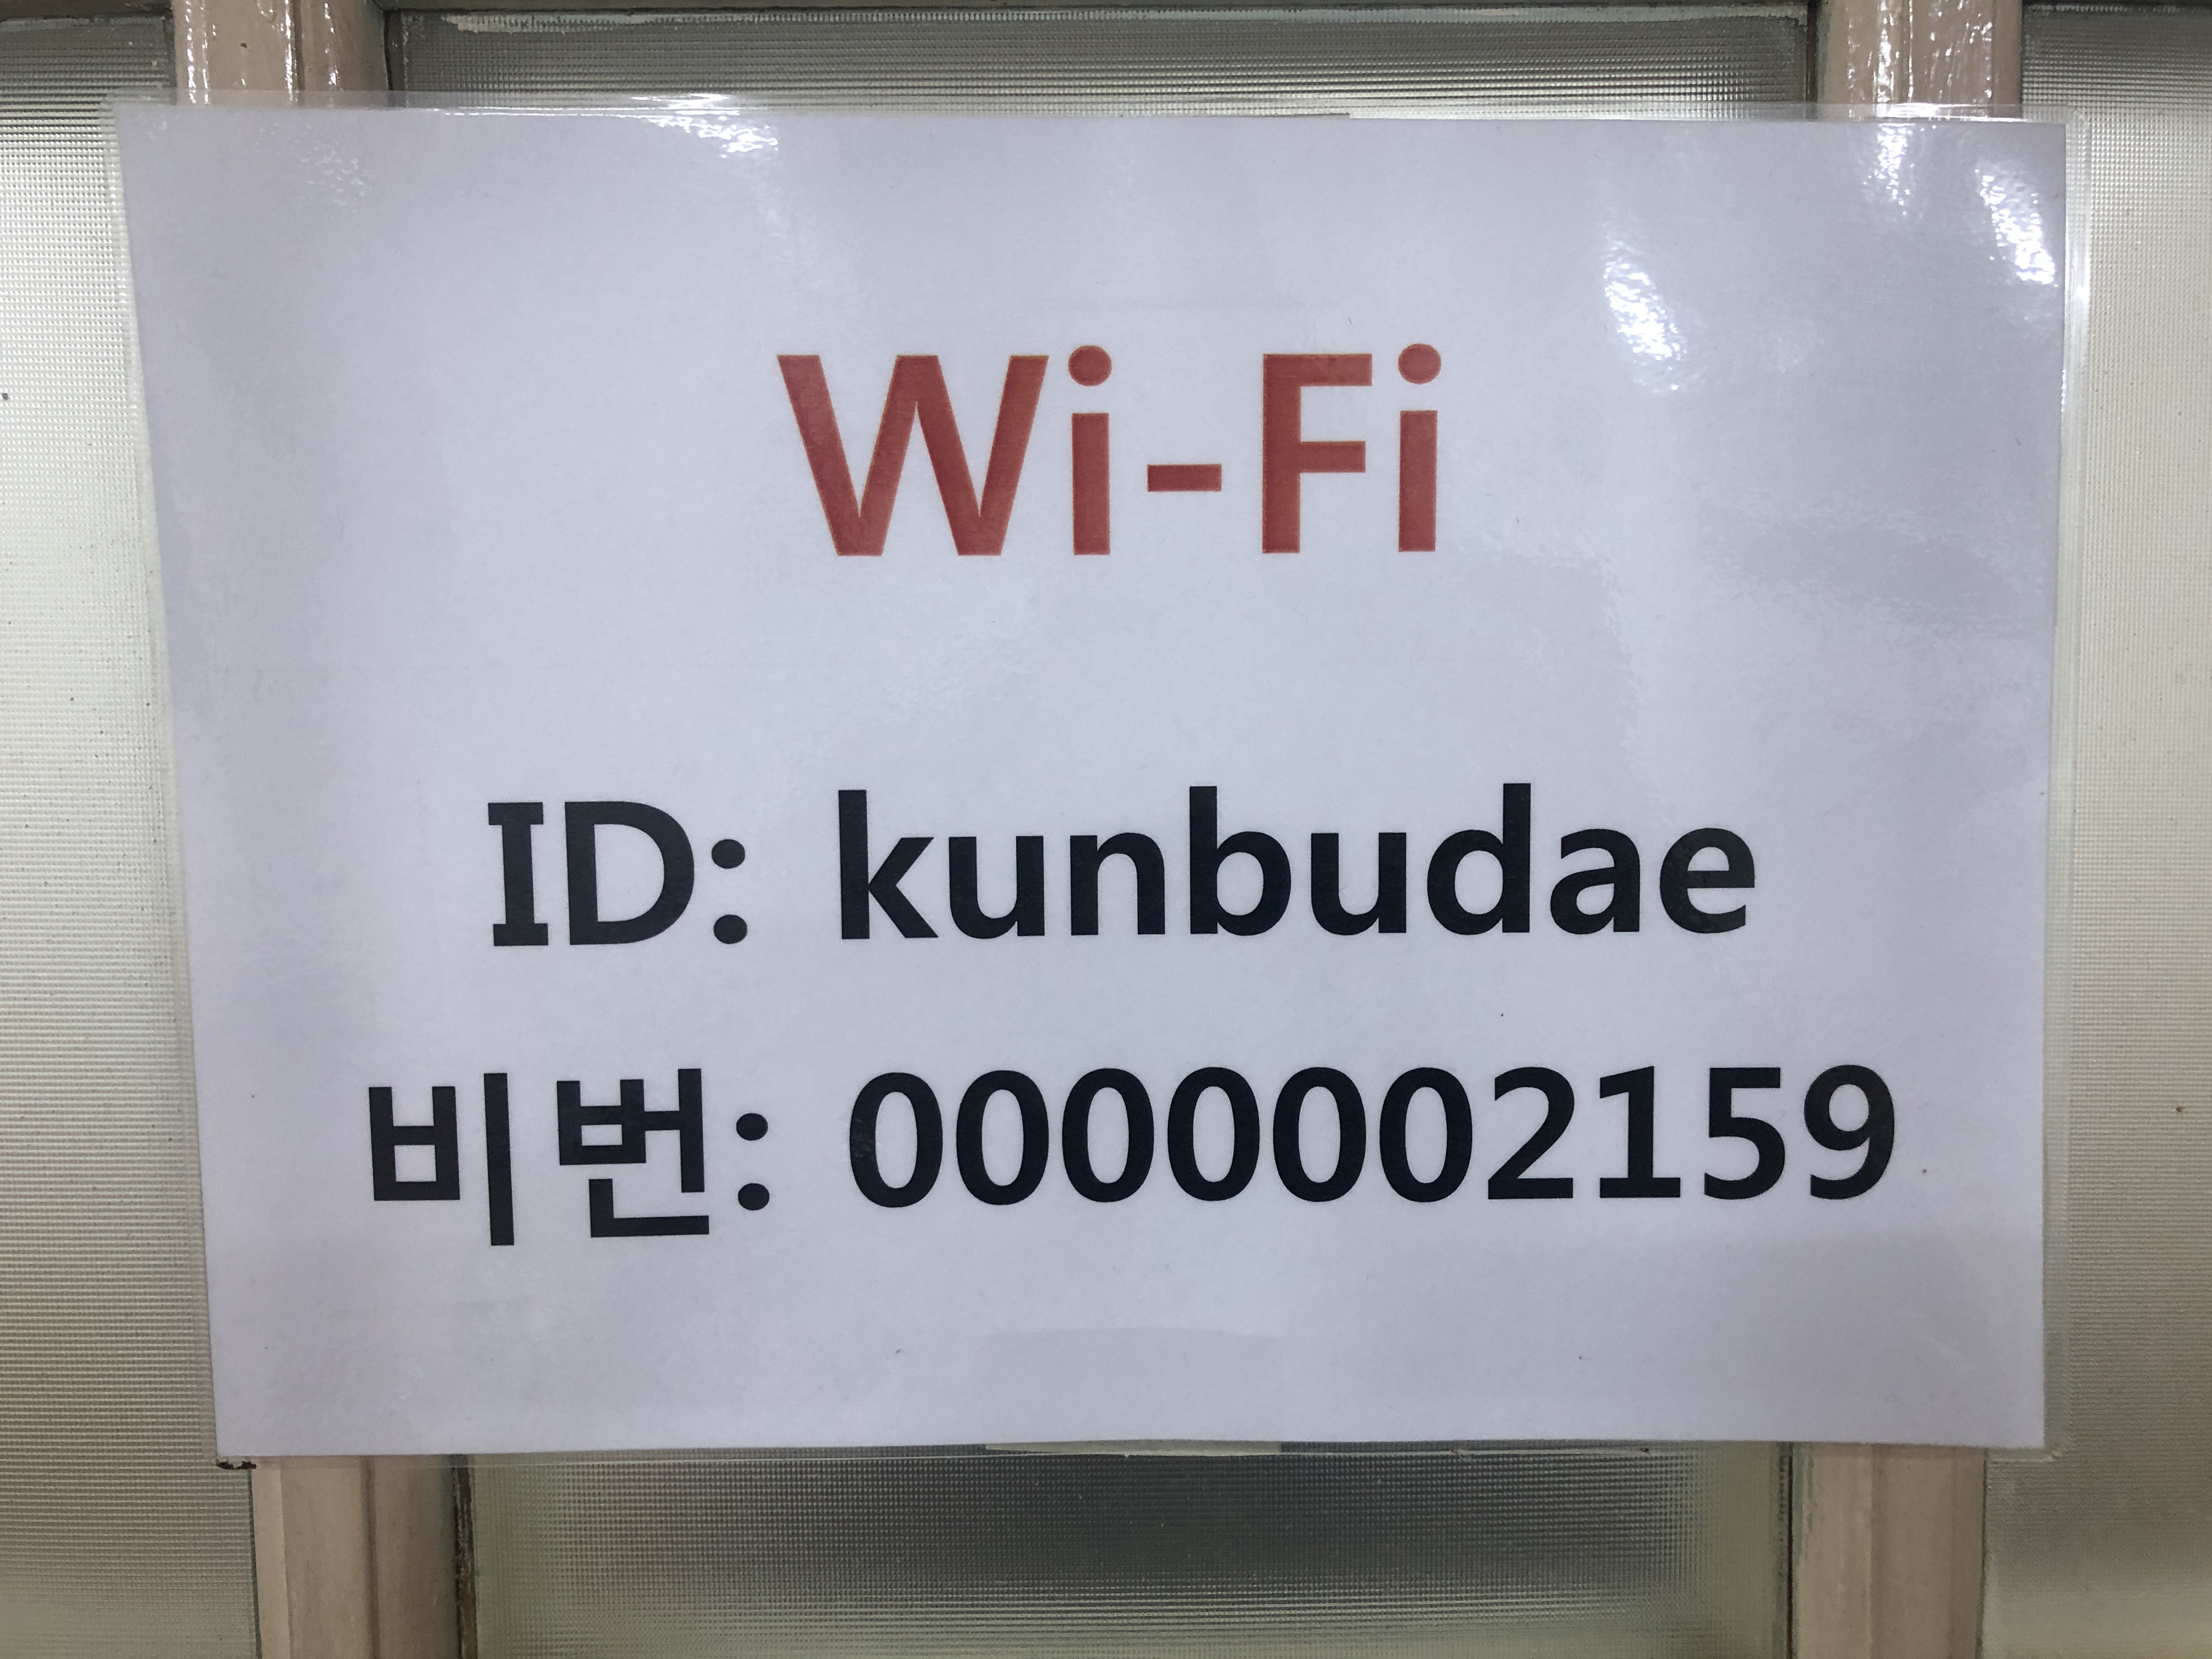 Wi-Fi
ID: kunbudae
비번: 0000002159